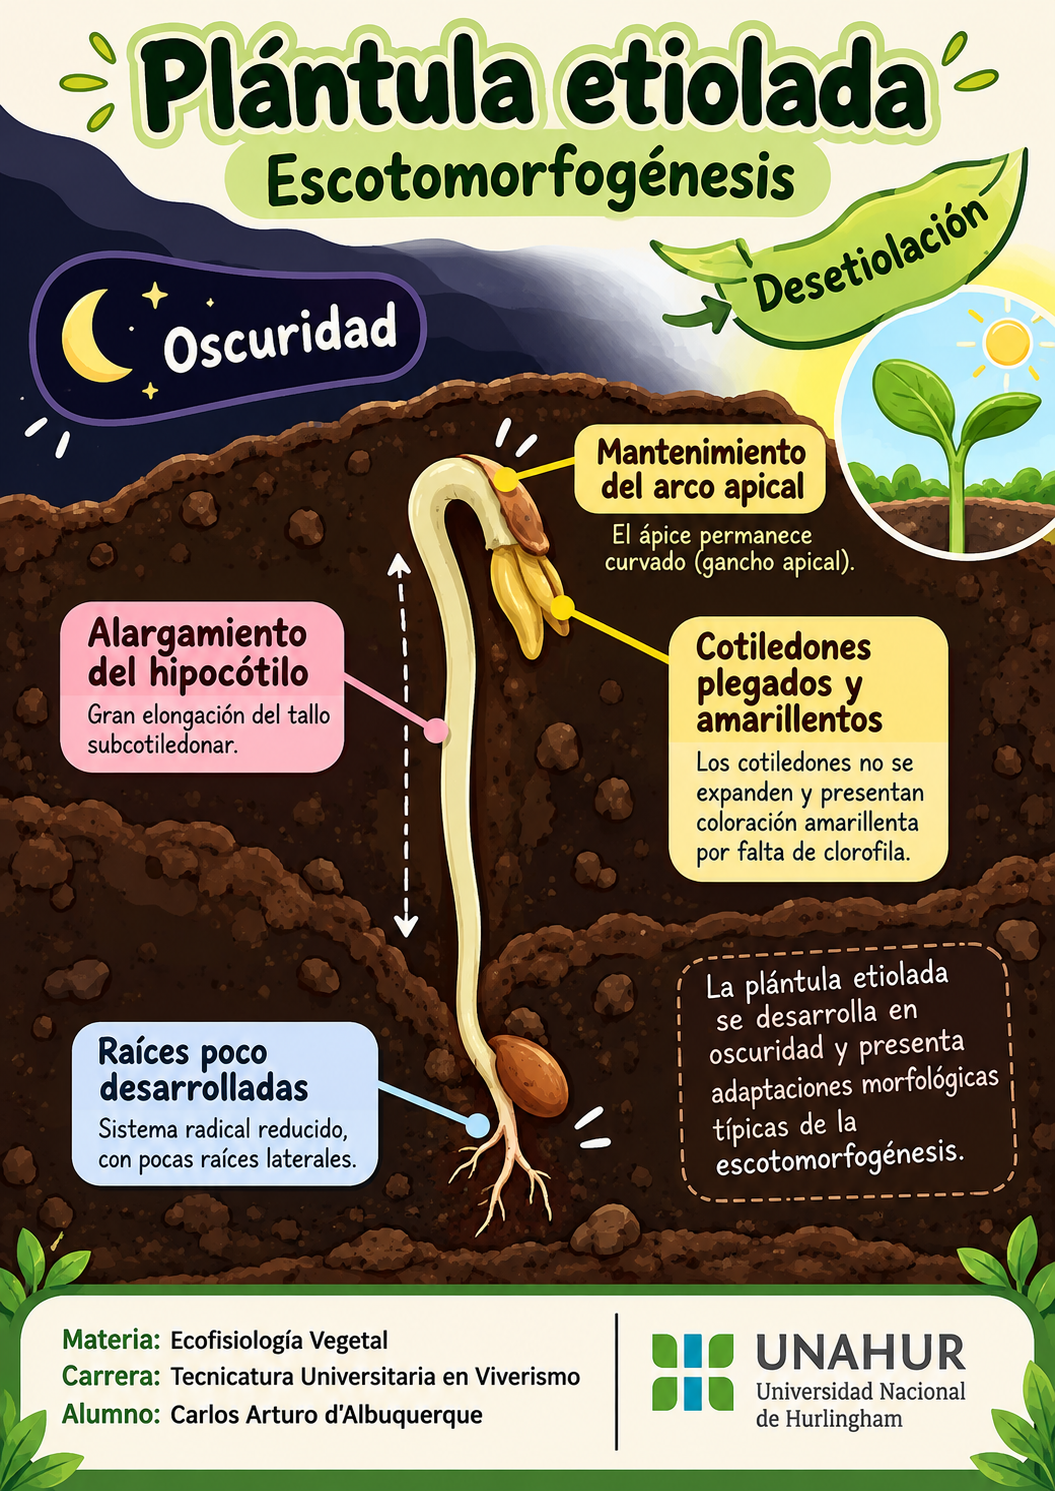 Plántula etiolada
Escotomorfogénesis
Desetiolación
Oscuridad
Mantenimiento
del arco apical
El ápice permanece
curvado (gancho apical).
Alargamiento
del hipocótilo
Gran elongación del tallo
subcotiledonar.
Cotiledones
plegados y
amarillentos
Los cotiledones no se
expanden y presentan
coloración amarillenta
por falta de clorofila.
La plántula etiolada
se desarrolla en
oscuridad y presenta
adaptaciones morfológicas
típicas de la
escotomorfogénesis.
Raíces poco
desarrolladas
Sistema radical reducido,
con pocas raíces laterales.
Materia: Ecofisiología Vegetal
Carrera: Tecnicatura Universitaria en Viverismo
Alumno: Carlos Arturo d'Albuquerque
UNAHUR
Universidad Nacional
de Hurlingham